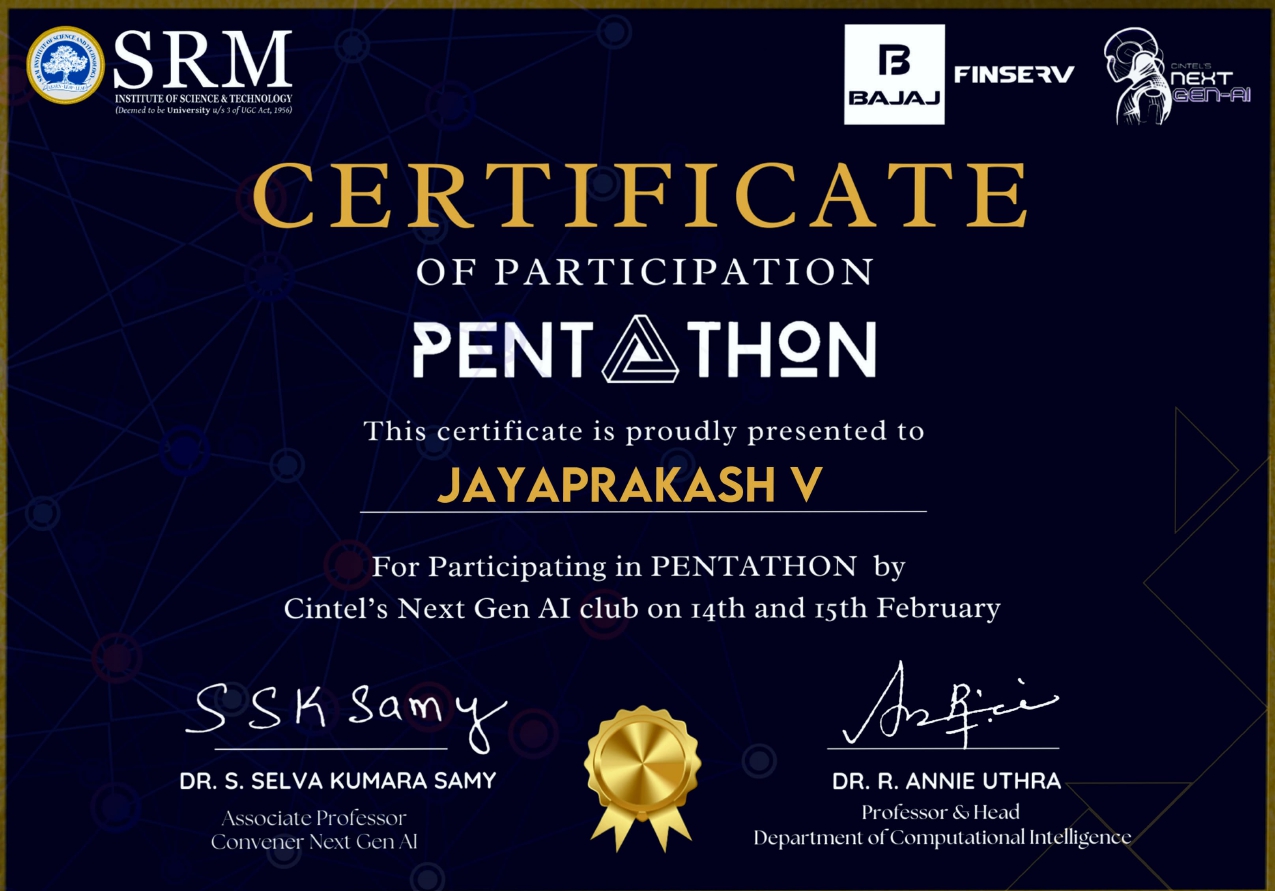 SRM
INSTITUTE OF SCIENCE & TECHNOLOGY
(Deemed to be University u/s 3 of UGC Act, 1956)
BAJAJ
FINSERV
CINTEL'S
NEXT
GEN-AI
CERTIFICATE
OF PARTICIPATION
PENTATHON
This certificate is proudly presented to
JAYAPRAKASH V
For Participating in PENTATHON by
Cintel's Next Gen AI club on 14th and 15th February
S S K Samy
DR. S. SELVA KUMARA SAMY
Associate Professor
Convener Next Gen AI
DR. R. ANNIE UTHRA
Professor & Head
Department of Computational Intelligence